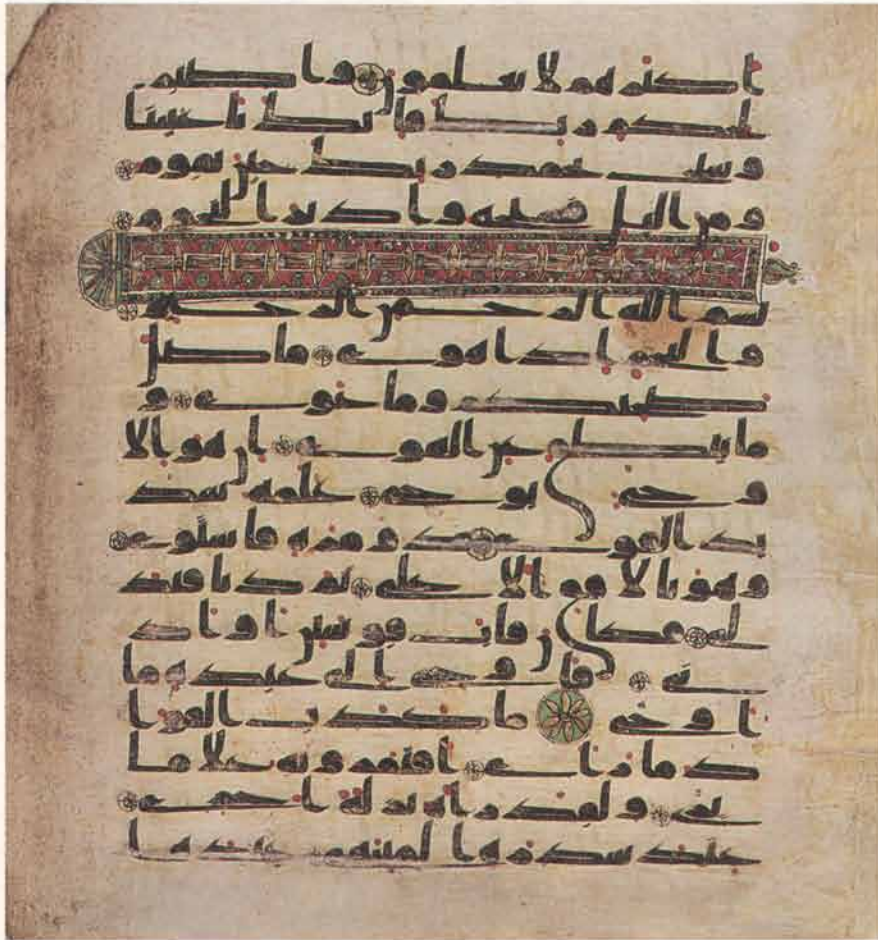 اكثرهم لا يعلمون واصبر
لحكم ربك فانك باعيننا
وسبح بحمد ربك حين تقوم
ومن اليل فسبحه وادبر النجوم
بسم الله الرحمن الرحيم
والنجم اذا هوى ما ضل
صحبكم وما غوى و
ما ينطق عن الهوى ان هو الا
وحى يوحى علمه شد
يد القوى ذو مرة فاستوى
وهو بالافق الاعلى ثم دنا فتد
لى فكان قاب قوسين او اد
نى فاوحى الى عبده ما
اوحى ما كذب الفوا
د ما راى افتمرونه على ما
يرى ولقد راه نزلة اخرى
عند سدرة المنتهى عندها